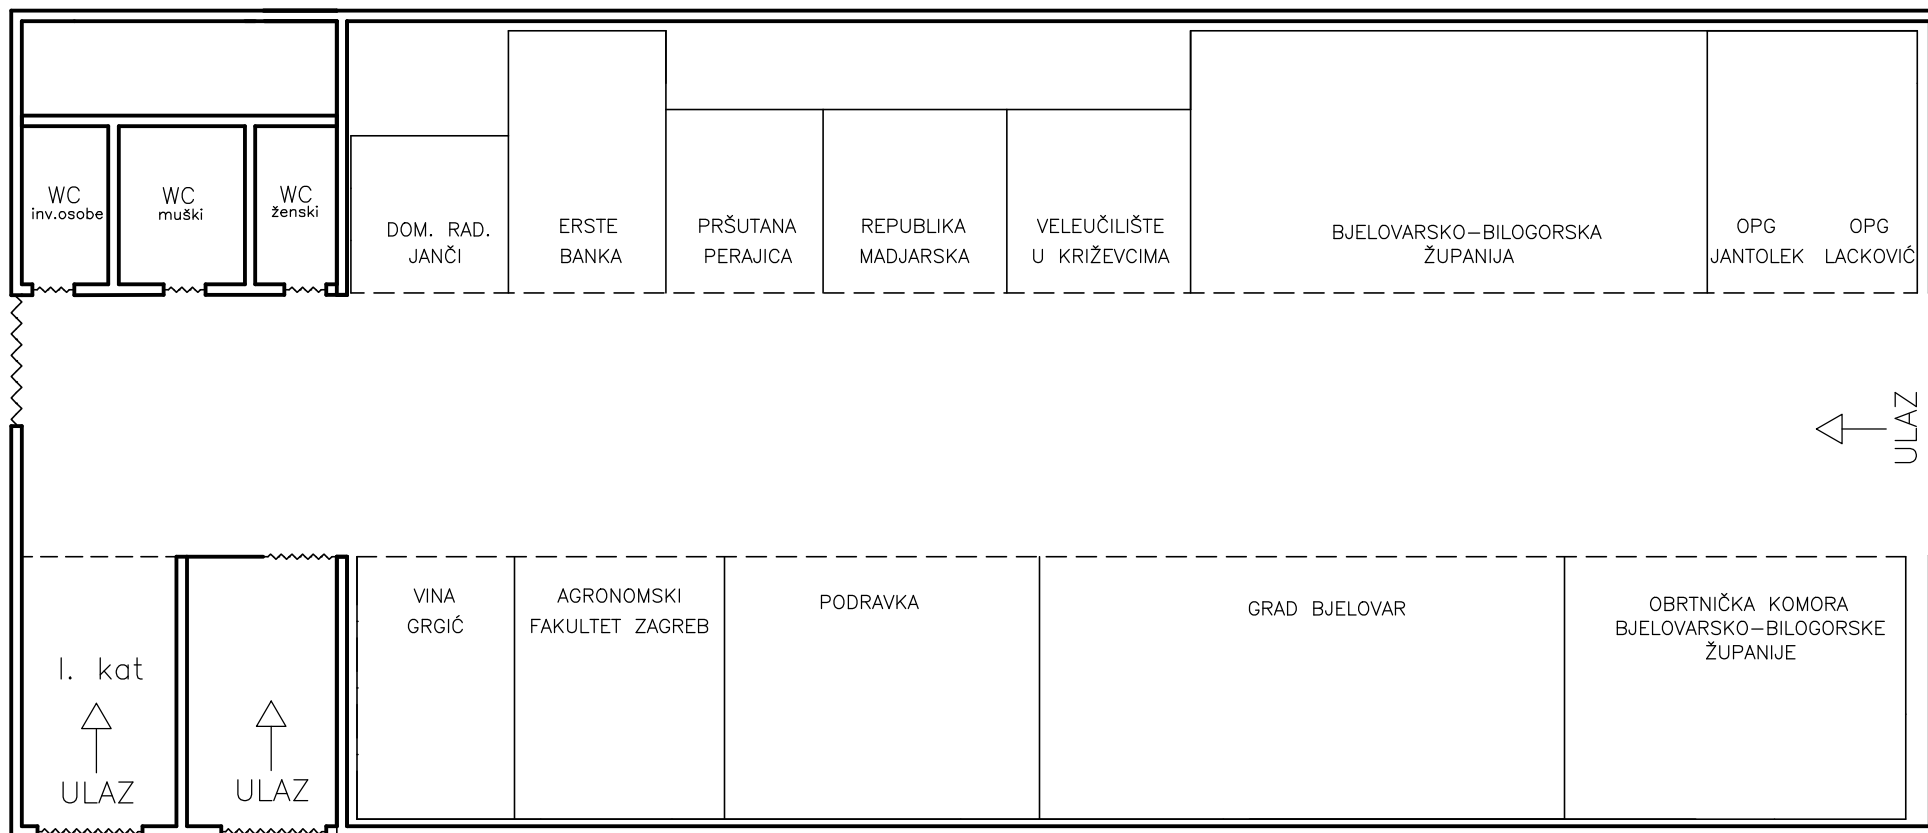 WC
inv.osobe
WC
muški
WC
ženski
DOM. RAD.
JANČI
ERSTE
BANKA
PRŠUTANA
PERAJICA
REPUBLIKA
MADJARSKA
VELEUČILIŠTE
U KRIŽEVCIMA
BJELOVARSKO-BILOGORSKA
ŽUPANIJA
OPG
JANTOLEK
OPG
LACKOVIĆ
ULAZ
VINA
GRGIĆ
AGRONOMSKI
FAKULTET ZAGREB
PODRAVKA
GRAD BJELOVAR
OBRTNIČKA KOMORA
BJELOVARSKO-BILOGORSKE
ŽUPANIJE
I. kat
ULAZ
ULAZ